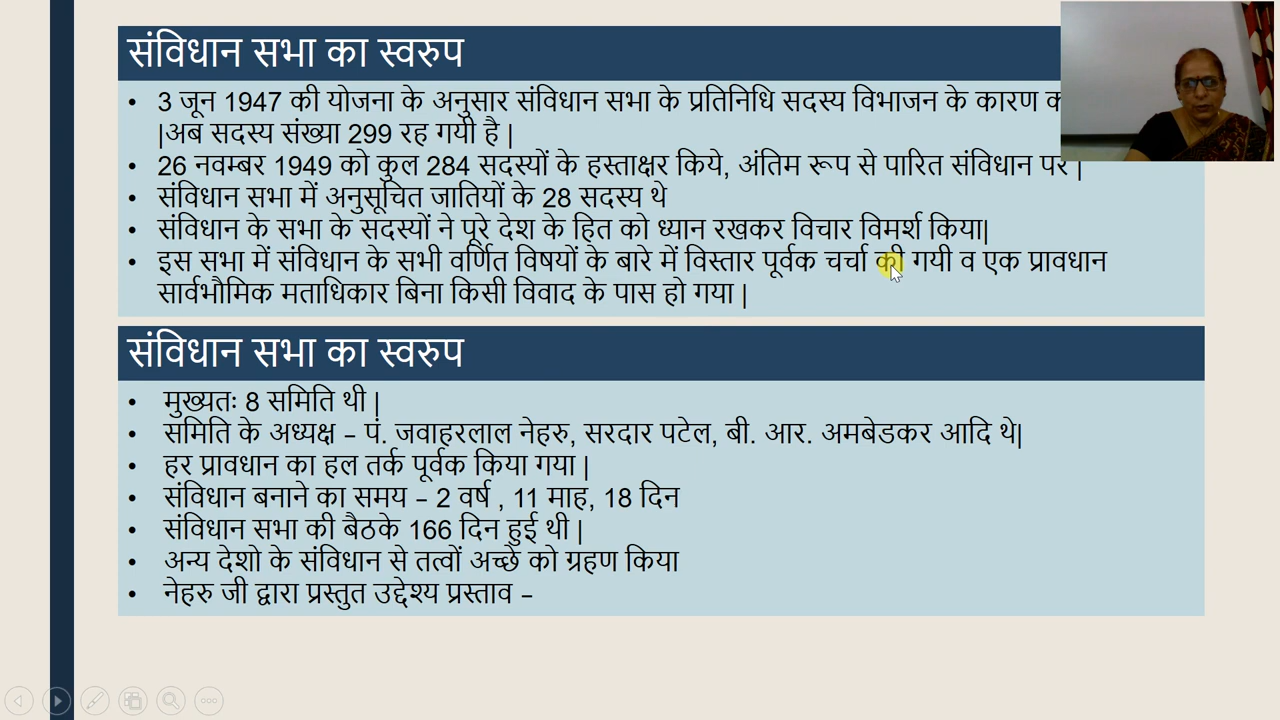 संविधान सभा का स्वरुप
• 3 जून 1947 की योजना के अनुसार संविधान सभा के प्रतिनिधि सदस्य विभाजन के कारण
|अब सदस्य संख्या 299 रह गयी है |
• 26 नवम्बर 1949 को कुल 284 सदस्यों के हस्ताक्षर किये, अंतिम रूप से पारित संविधान पर |
• संविधान सभा में अनुसूचित जातियों के 28 सदस्य थे
• संविधान के सभा के सदस्यों ने पूरे देश के हित को ध्यान रखकर विचार विमर्श किया|
• इस सभा में संविधान के सभी वर्णित विषयों के बारे में विस्तार पूर्वक चर्चा की गयी व एक प्रावधान
सार्वभौमिक मताधिकार बिना किसी विवाद के पास हो गया |
संविधान सभा का स्वरुप
• मुख्यतः 8 समिति थी |
• समिति के अध्यक्ष – पं. जवाहरलाल नेहरु, सरदार पटेल, बी. आर. अमबेडकर आदि थे|
• हर प्रावधान का हल तर्क पूर्वक किया गया |
• संविधान बनाने का समय – 2 वर्ष , 11 माह, 18 दिन
• संविधान सभा की बैठके 166 दिन हुई थी |
• अन्य देशो के संविधान से तत्वों अच्छे को ग्रहण किया
• नेहरु जी द्वारा प्रस्तुत उद्देश्य प्रस्ताव –